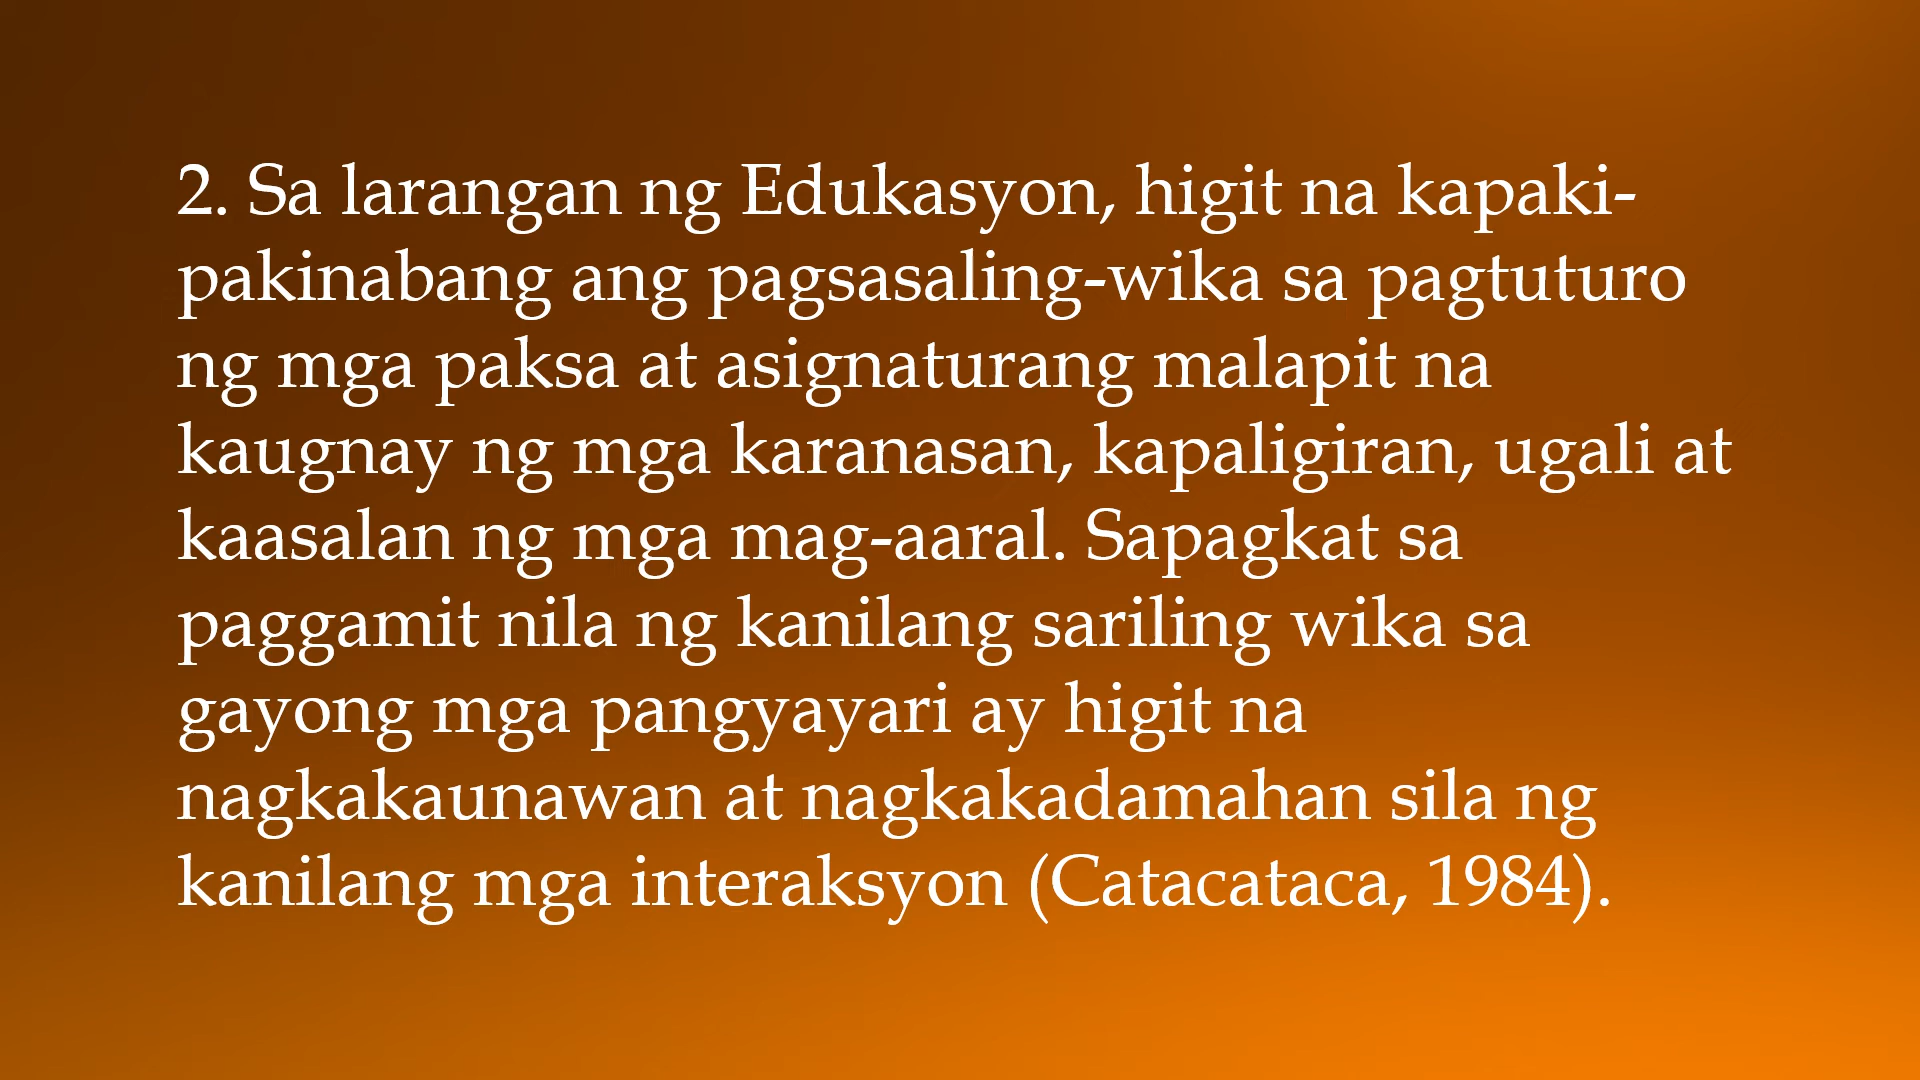 2. Sa larangan ng Edukasyon, higit na kapaki-
pakinabang ang pagsasaling-wika sa pagtuturo
ng mga paksa at asignaturang malapit na
kaugnay ng mga karanasan, kapaligiran, ugali at
kaasalan ng mga mag-aaral. Sapagkat sa
paggamit nila ng kanilang sariling wika sa
gayong mga pangyayari ay higit na
nagkakaunawan at nagkakadamahan sila ng
kanilang mga interaksyon (Catacataca, 1984).